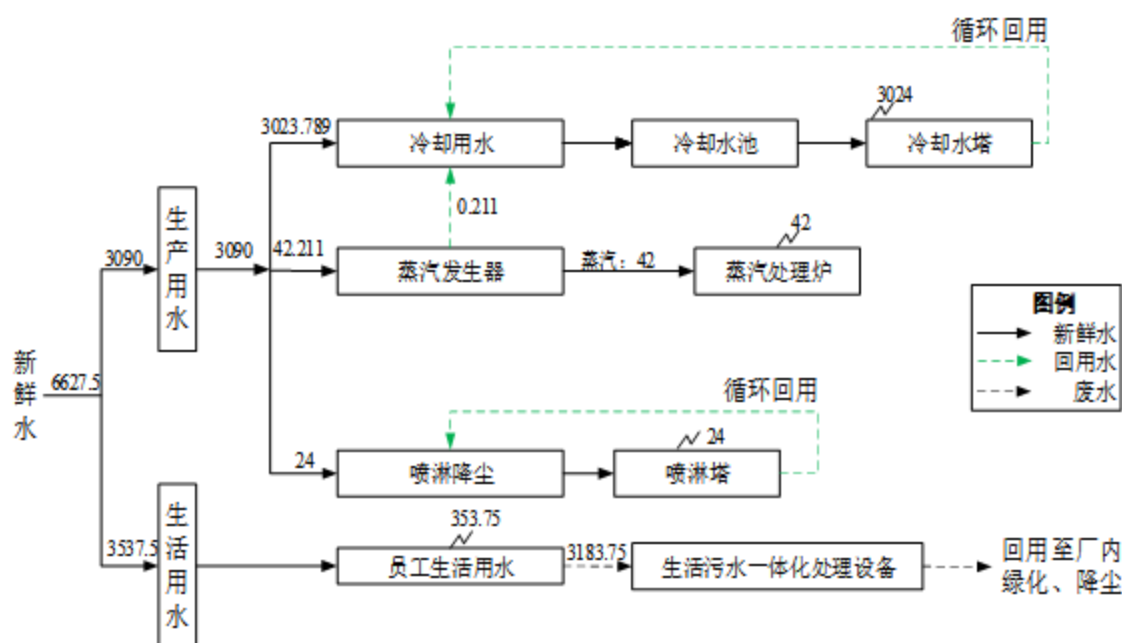 循环回用
3024
3023.789
冷却用水
冷却水池
冷却水塔
0.211
生产用水
3090
3090
42.211
蒸汽发生器
蒸汽：42
42
蒸汽处理炉
图例
新鲜水
回用水
废水
新鲜水
6627.5
循环回用
24
喷淋降尘
24
喷淋塔
3537.5
生活用水
353.75
员工生活用水
3183.75
生活污水一体化处理设备
回用至厂内
绿化、降尘